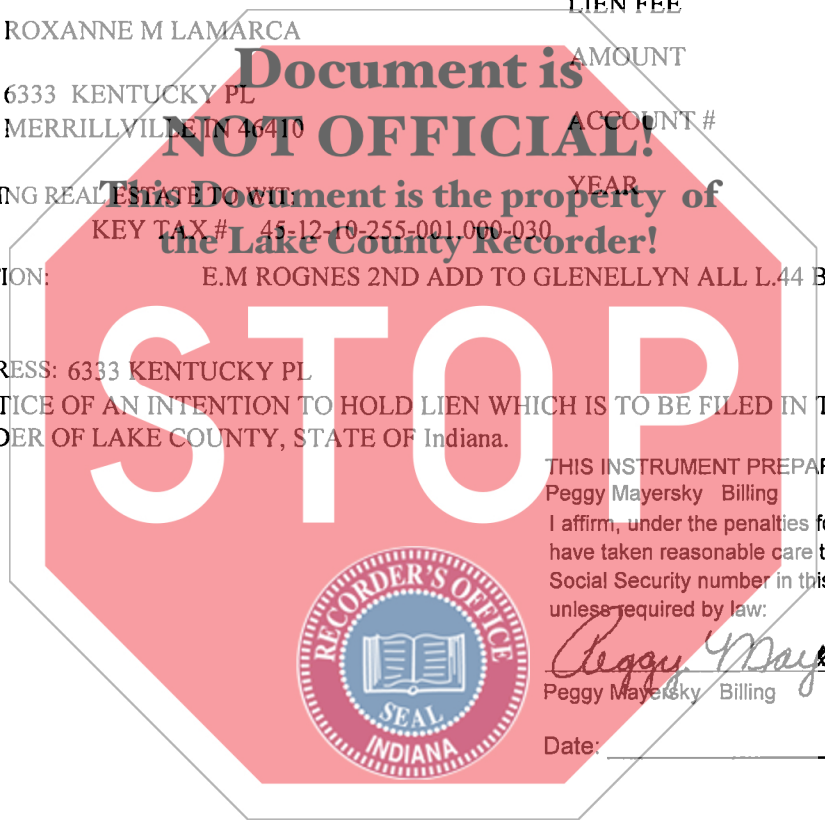 LIEN FEE
ROXANNE M LAMARCA
Document is
AMOUNT
6333 KENTUCKY PL
MERRILLVILLE IN 46410
ACCOUNT #
NOT OFFICIAL!
YEAR
NG REAL ESTATE TO WIT:
This Document is the property of
KEY TAX # 45-12-10-255-001.000-030
the Lake County Recorder!
ION: E.M ROGNES 2ND ADD TO GLENELLYN ALL L.44 B
STOP
RESS: 6333 KENTUCKY PL
TICE OF AN INTENTION TO HOLD LIEN WHICH IS TO BE FILED IN T
DER OF LAKE COUNTY, STATE OF Indiana.
THIS INSTRUMENT PREPAR
Peggy Mayersky Billing
I affirm, under the penalties fo
have taken reasonable care t
Social Security number in this
unless required by law:
Peggy May
Peggy Mayersky Billing
Date:
RECORDER'S OFFICE
SEAL
INDIANA